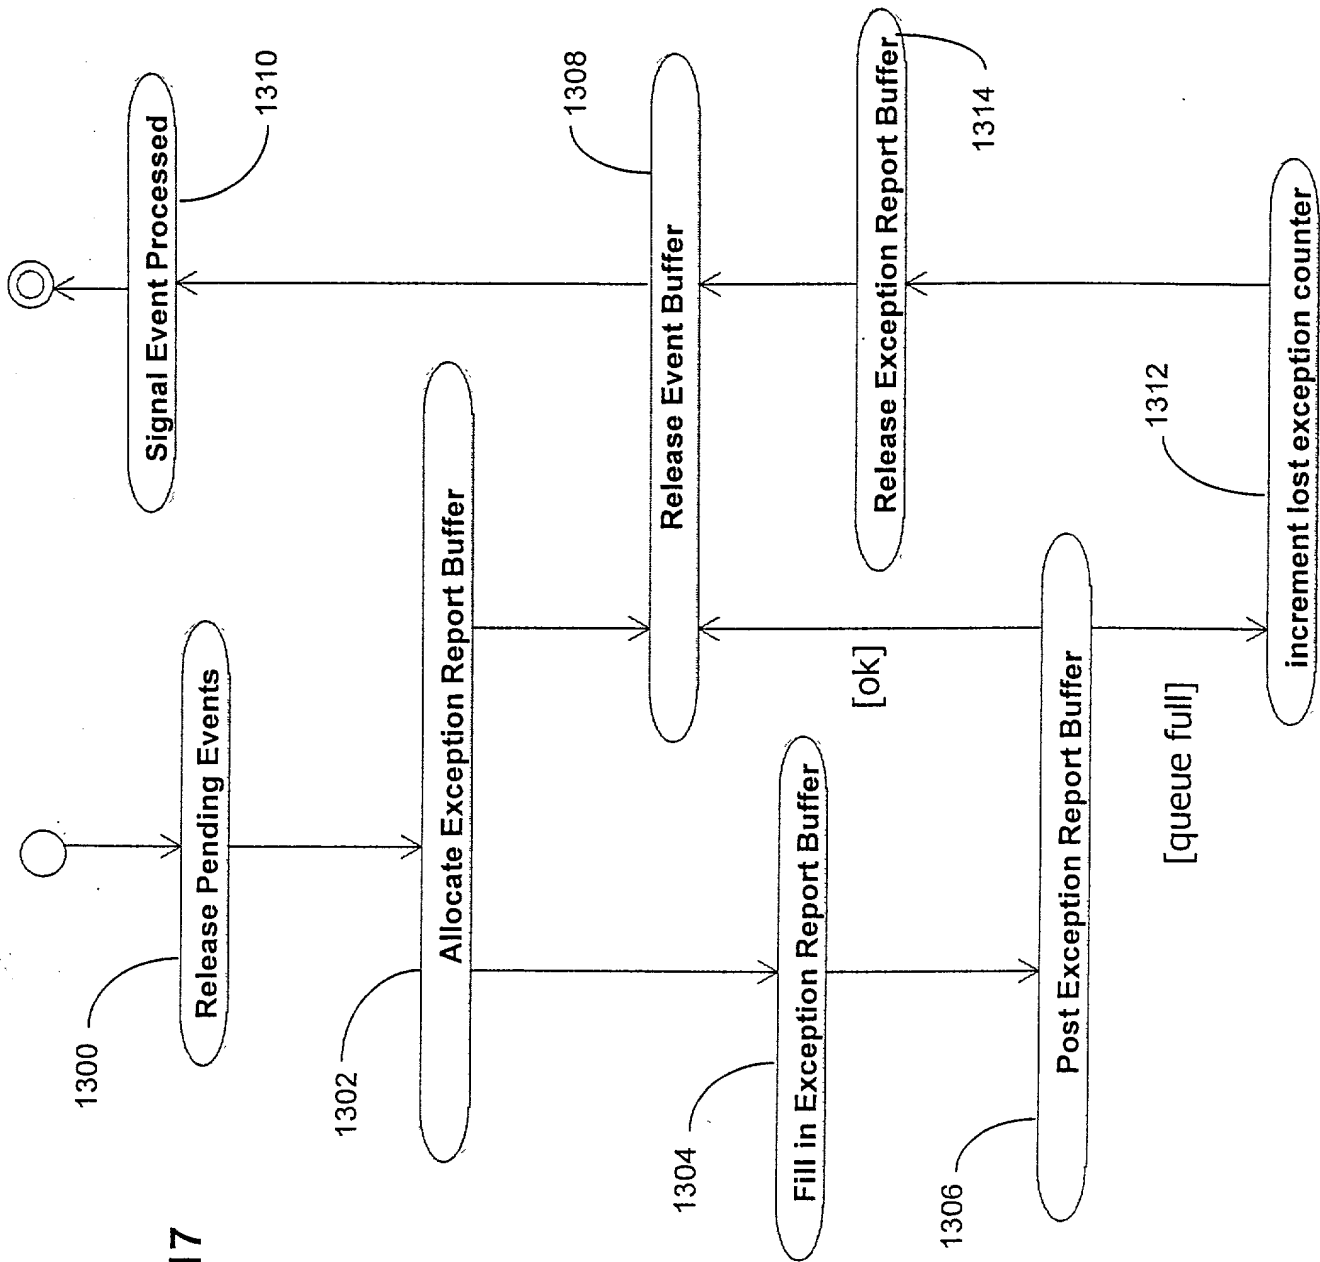 17
1300
Release Pending Events
1302
Allocate Exception Report Buffer
1304
Fill in Exception Report Buffer
1306
Post Exception Report Buffer
[ok]
[queue full]
1308
Release Event Buffer
1310
Signal Event Processed
1312
increment lost exception counter
1314
Release Exception Report Buffer